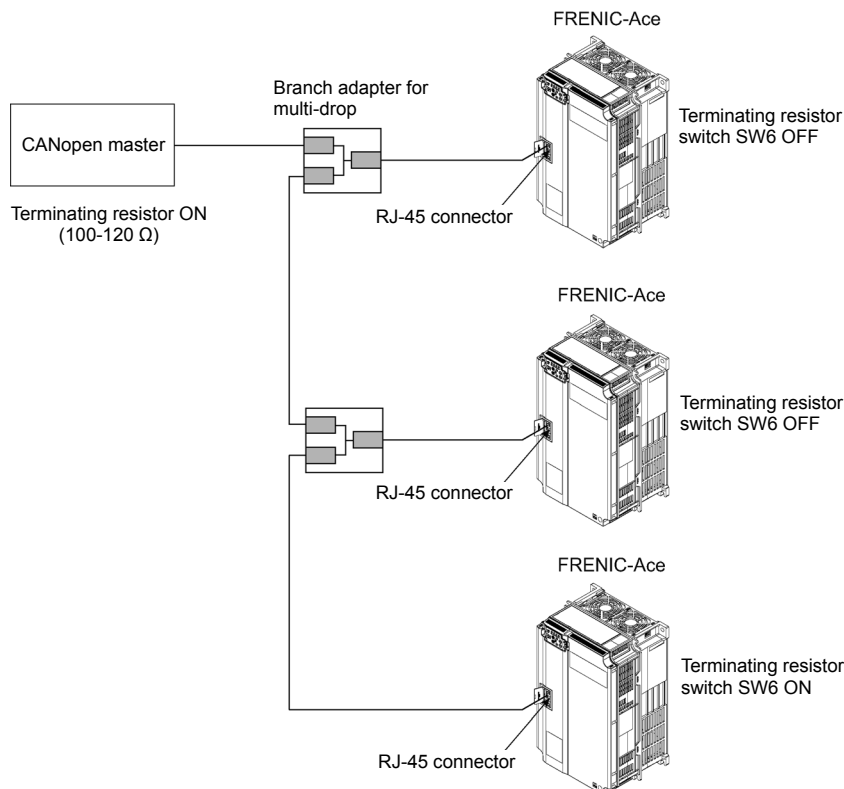 FRENIC-Ace
Branch adapter for
multi-drop
CANopen master
Terminating resistor
switch SW6 OFF
RJ-45 connector
Terminating resistor ON
(100-120 Ω)
FRENIC-Ace
Terminating resistor
switch SW6 OFF
RJ-45 connector
FRENIC-Ace
Terminating resistor
switch SW6 ON
RJ-45 connector